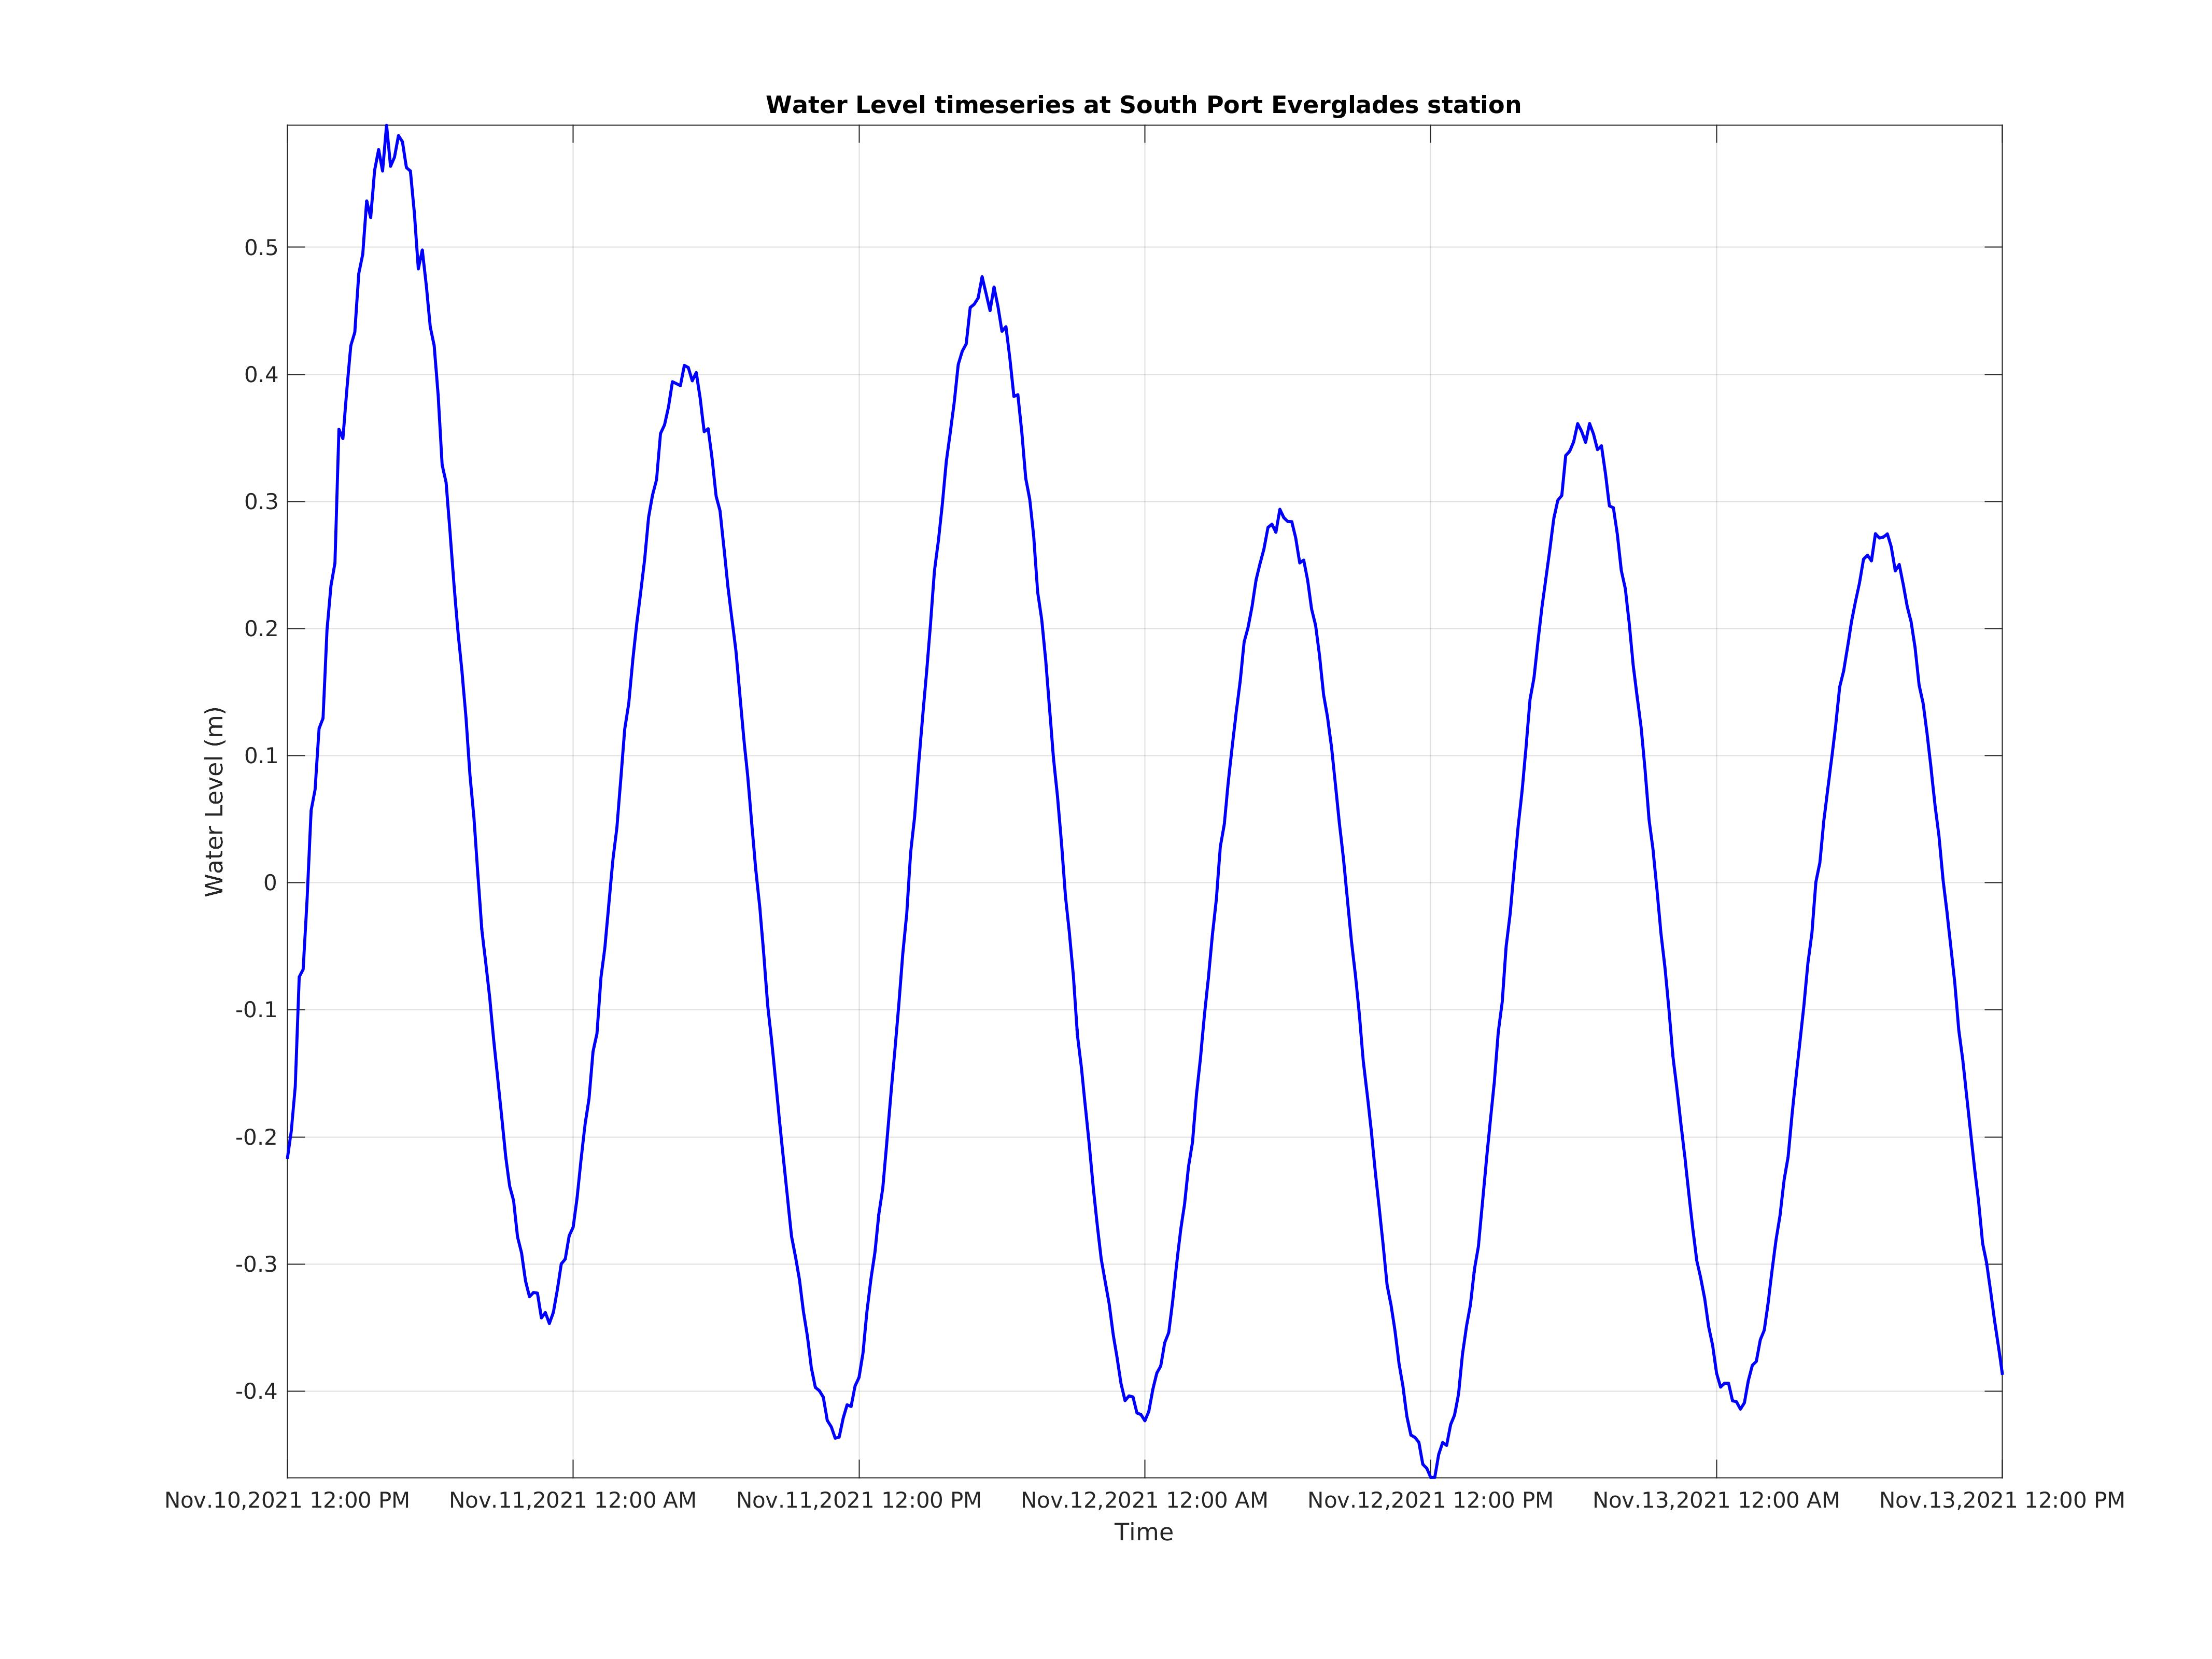 Water Level timeseries at South Port Everglades station
0.5
0.4
0.3
0.2
0.1
0
-0.1
-0.2
-0.3
-0.4
Water Level (m)
Nov.10,2021 12:00 PM Nov.11,2021 12:00 AM Nov.11,2021 12:00 PM Nov.12,2021 12:00 AM Nov.12,2021 12:00 PM Nov.13,2021 12:00 AM Nov.13,2021 12:00 PM
Time